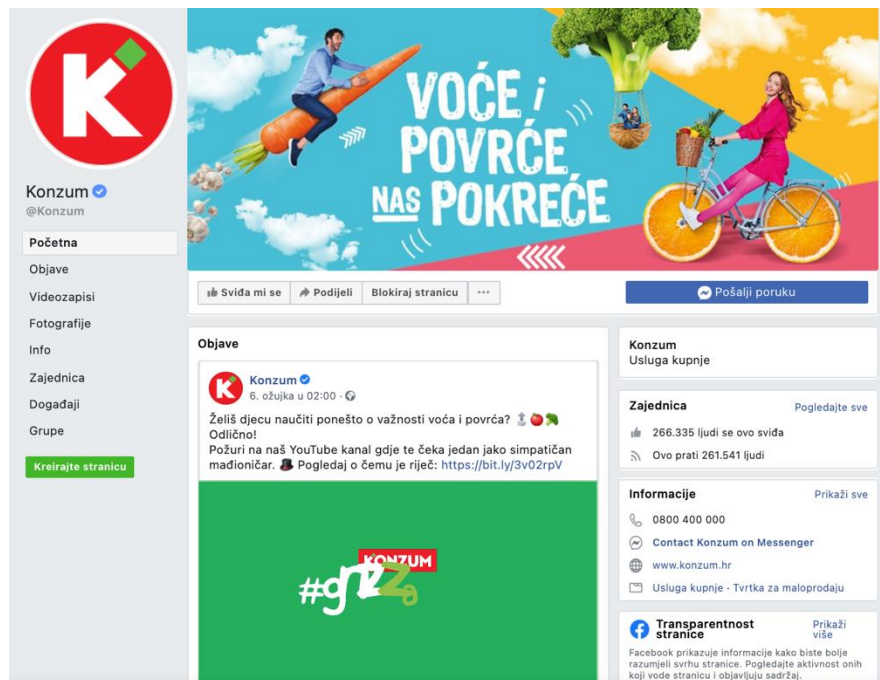 K
VOĆE i
POVRĆE
NAS POKREĆE
Konzum
@Konzum
Početna
Objave
Videozapisi
Fotografije
Info
Zajednica
Događaji
Grupe
Kreirajte stranicu
Sviđa mi se
Podijeli
Blokiraj stranicu
...
Pošalji poruku
Objave
K
Konzum
6. ožujka u 02:00 ·
Želiš djecu naučiti ponešto o važnosti voća i povrća?
Odlično!
Požuri na naš YouTube kanal gdje te čeka jedan jako simpatičan
mađioničar. Pogledaj o čemu je riječ: https://bit.ly/3v02rpV
KONZUM
Konzum
Usluga kupnje
Zajednica
Pogledajte sve
266.335 ljudi se ovo sviđa
Ovo prati 261.541 ljudi
Informacije
Prikaži sve
0800 400 000
Contact Konzum on Messenger
www.konzum.hr
Usluga kupnje · Tvrtka za maloprodaju
Transparentnost
stranice
Prikaži
više
Facebook prikazuje informacije kako biste bolje
razumjeli svrhu stranice. Pogledajte aktivnost onih
koji vode stranicu i objavljuju sadržaj.